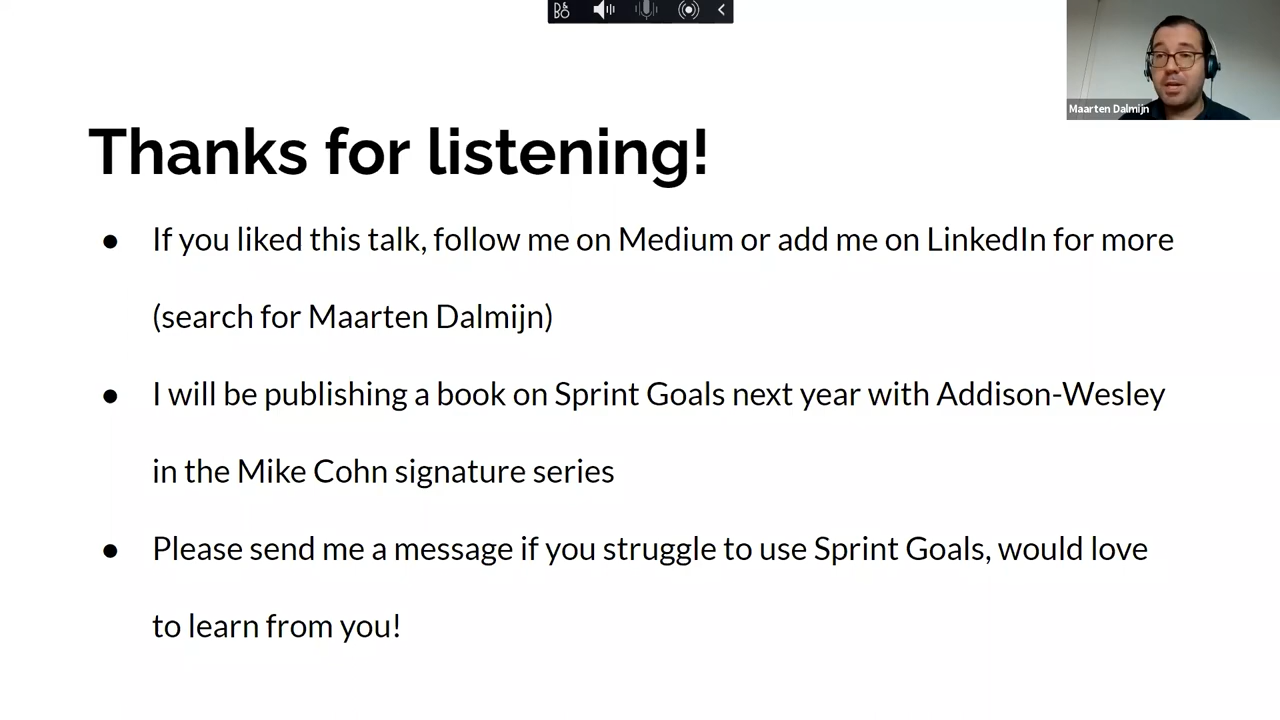 B&O
Maarten Dalmijn
Thanks for listening!
● If you liked this talk, follow me on Medium or add me on LinkedIn for more
(search for Maarten Dalmijn)
● I will be publishing a book on Sprint Goals next year with Addison-Wesley
in the Mike Cohn signature series
● Please send me a message if you struggle to use Sprint Goals, would love
to learn from you!